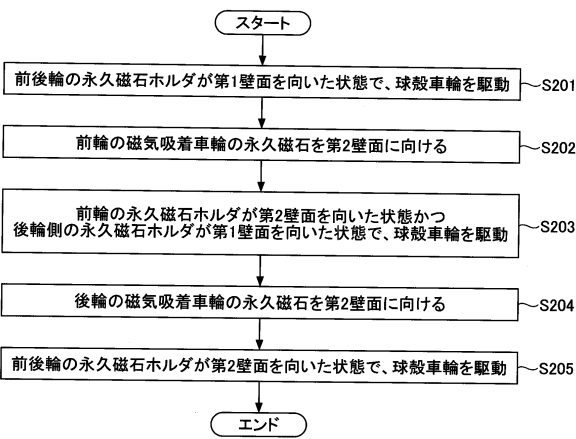 スタート
前後輪の永久磁石ホルダが第1壁面を向いた状態で、球殻車輪を駆動
S201
前輪の磁気吸着車輪の永久磁石を第2壁面に向ける
S202
前輪の永久磁石ホルダが第2壁面を向いた状態かつ
後輪側の永久磁石ホルダが第1壁面を向いた状態で、球殻車輪を駆動
S203
後輪の磁気吸着車輪の永久磁石を第2壁面に向ける
S204
前後輪の永久磁石ホルダが第2壁面を向いた状態で、球殻車輪を駆動
S205
エンド